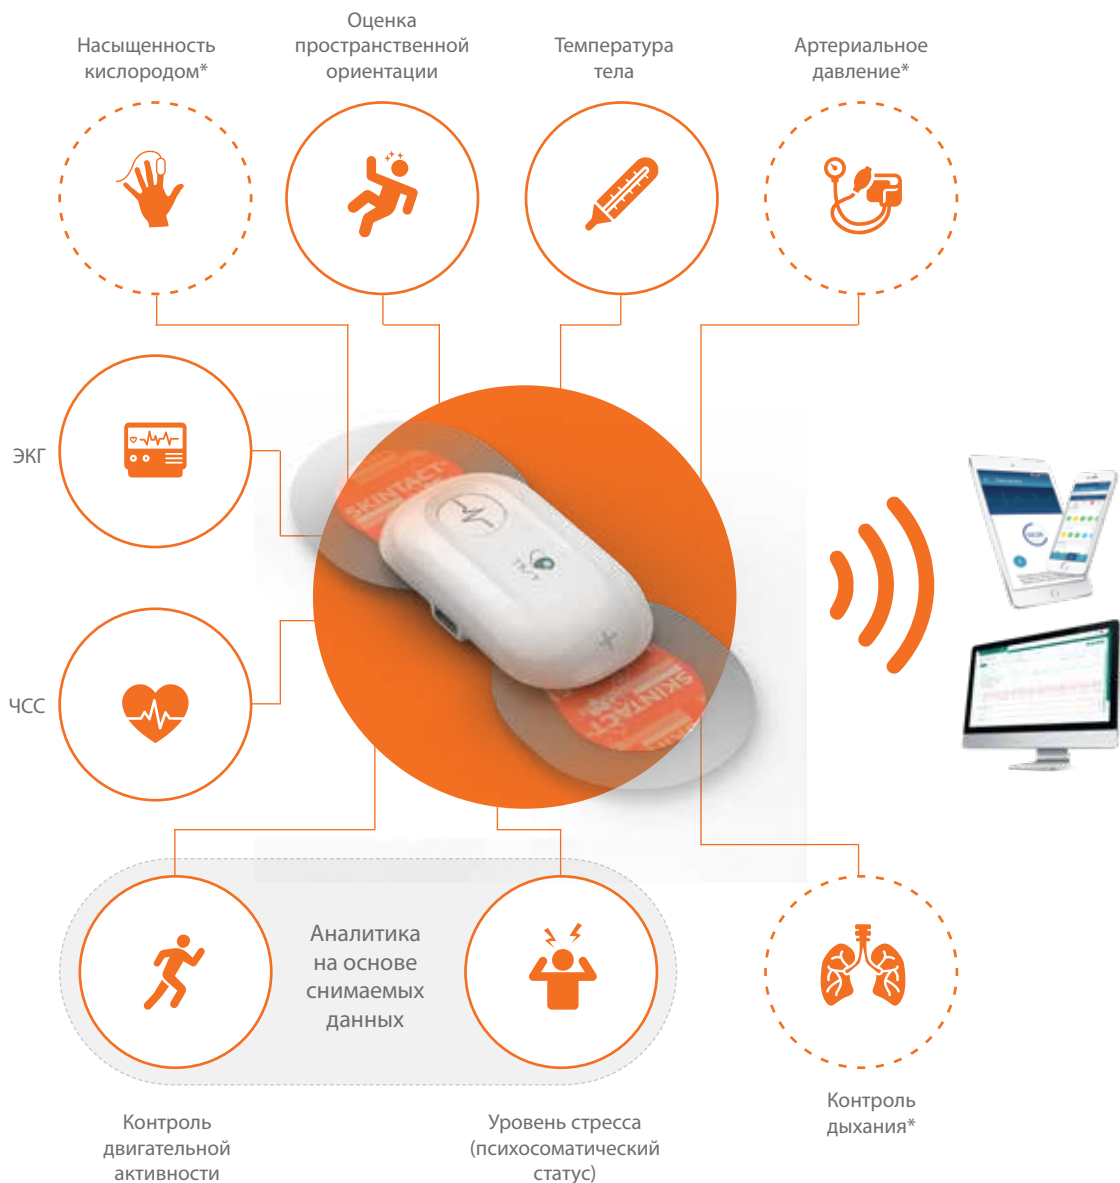 Насыщенность
кислородом*
Оценка
пространственной
ориентации
Температура
тела
Артериальное
давление*
ЭКГ
SKINTACT
ЧСС
SKINTACT
Аналитика
на основе
снимаемых
данных
Контроль
двигательной
активности
Уровень стресса
(психосоматический
статус)
Контроль
дыхания*